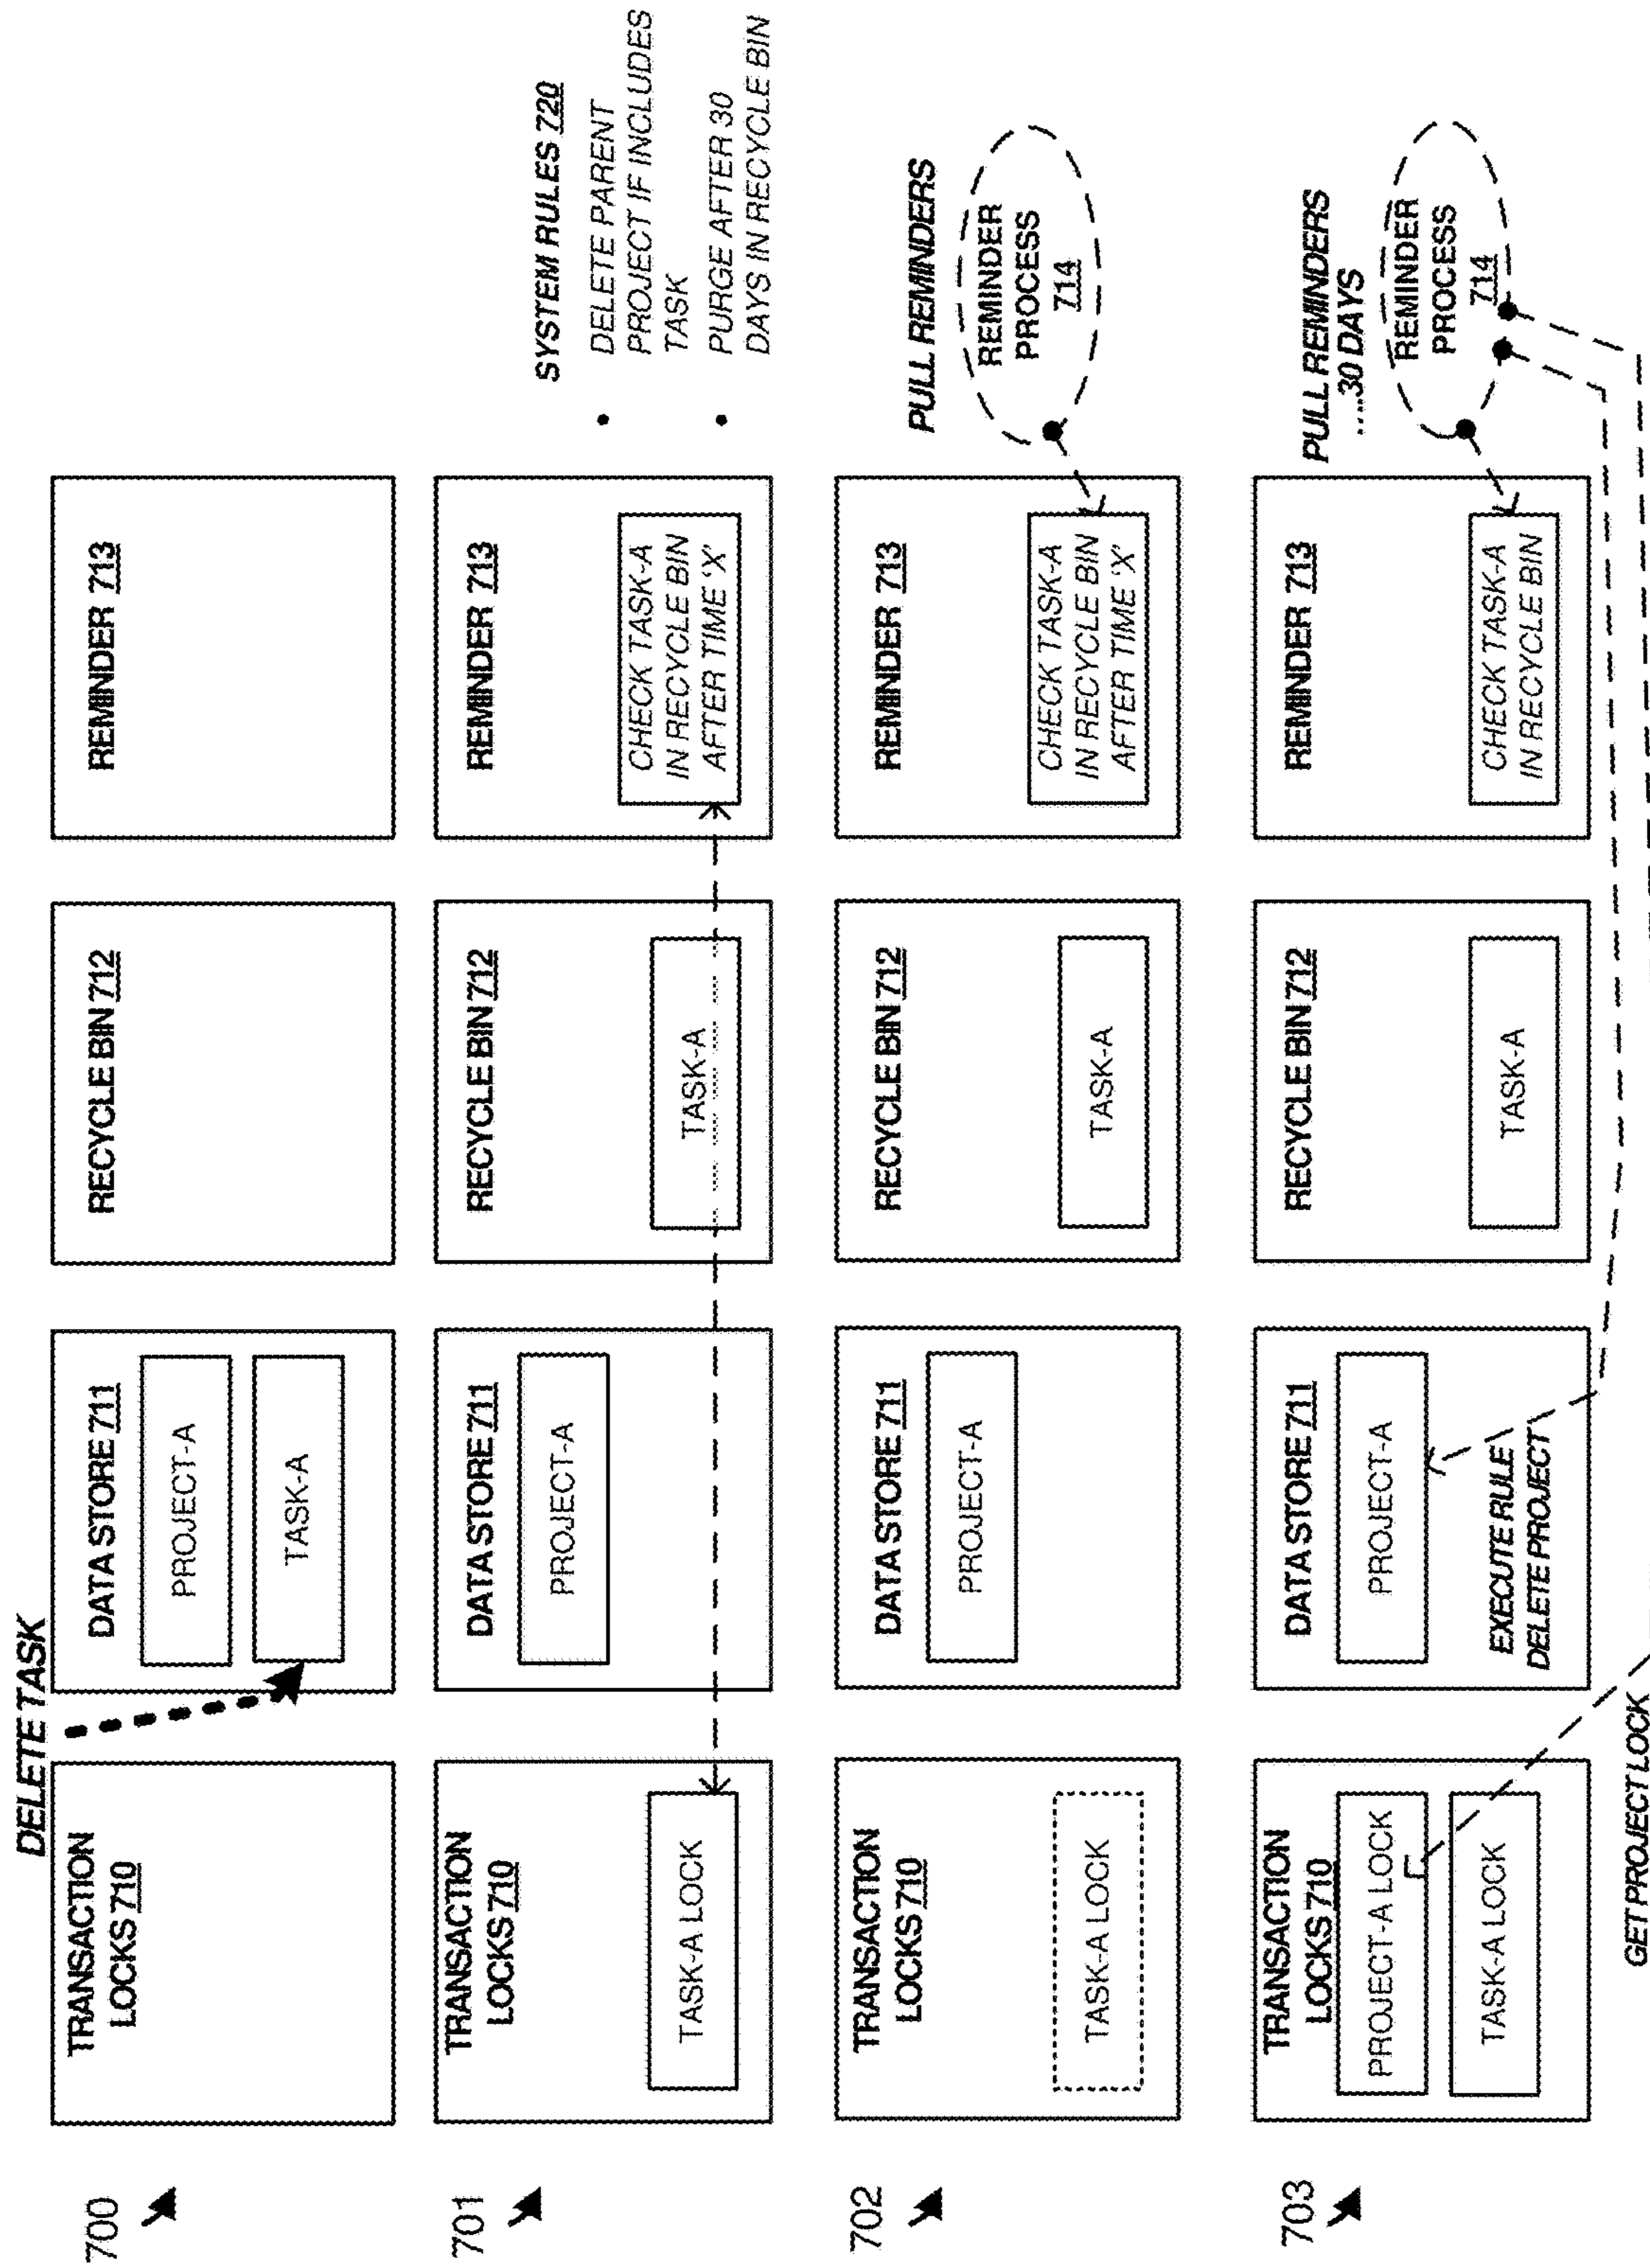 DELETE TASK
700
TRANSACTION
LOCKS 710
DATA STORE 711
PROJECT-A
TASK-A
RECYCLE BIN 712
REMINDER 713
701
TRANSACTION
LOCKS 710
TASK-A LOCK
DATA STORE 711
PROJECT-A
RECYCLE BIN 712
TASK-A
REMINDER 713
CHECK TASK-A
IN RECYCLE BIN
AFTER TIME ‘X’
SYSTEM RULES 720
• DELETE PARENT
PROJECT IF INCLUDES
TASK
• PURGE AFTER 30
DAYS IN RECYCLE BIN
702
TRANSACTION
LOCKS 710
TASK-A LOCK
DATA STORE 711
PROJECT-A
RECYCLE BIN 712
TASK-A
REMINDER 713
CHECK TASK-A
IN RECYCLE BIN
AFTER TIME ‘X’
PULL REMINDERS
REMINDER
PROCESS
714
703
TRANSACTION
LOCKS 710
PROJECT-A LOCK
TASK-A LOCK
DATA STORE 711
PROJECT-A
EXECUTE RULE
DELETE PROJECT
RECYCLE BIN 712
TASK-A
REMINDER 713
CHECK TASK-A
IN RECYCLE BIN
PULL REMINDERS
....30 DAYS
REMINDER
PROCESS
714
GET PROJECT LOCK